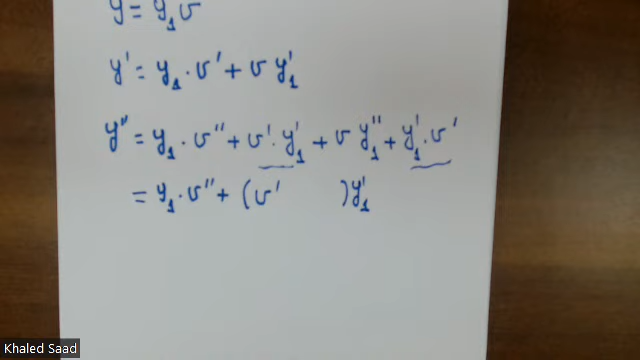 y = y₁ v
y' = y₁ · v' + v y₁'
y'' = y₁ · v'' + v' · y₁' + v y₁'' + y₁' · v'
= y₁ · v'' + (v' ) y₁'
Khaled Saad